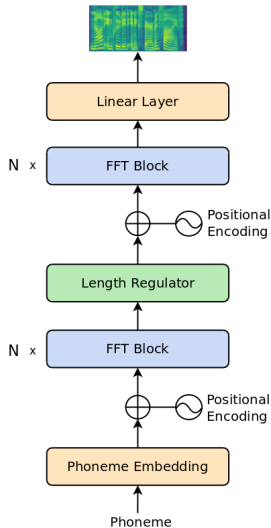 Linear Layer
N x
FFT Block
Positional
Encoding
Length Regulator
N x
FFT Block
Positional
Encoding
Phoneme Embedding
Phoneme